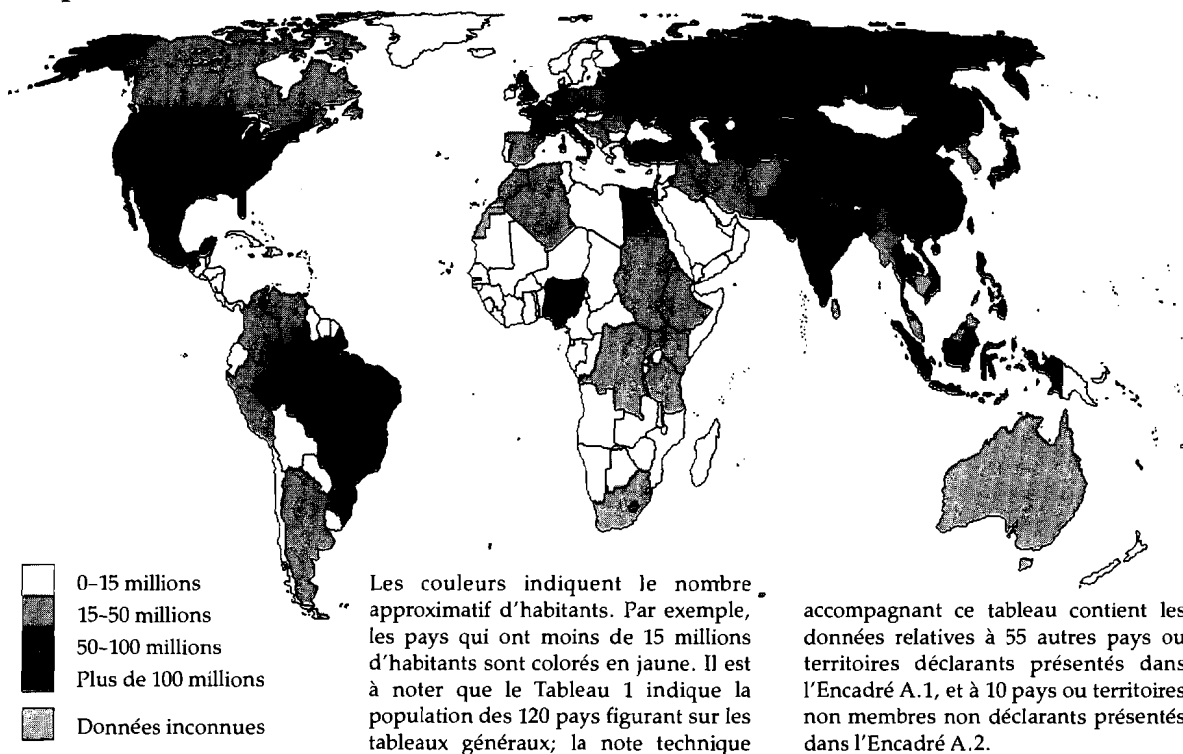 0–15 millions
15–50 millions
50–100 millions
Plus de 100 millions
Données inconnues
Les couleurs indiquent le nombre
approximatif d'habitants. Par exemple,
les pays qui ont moins de 15 millions
d'habitants sont colorés en jaune. Il est
à noter que le Tableau 1 indique la
population des 120 pays figurant sur les
tableaux généraux; la note technique
accompagnant ce tableau contient les
données relatives à 55 autres pays ou
territoires déclarants présentés dans
l'Encadré A.1, et à 10 pays ou territoires
non membres non déclarants présentés
dans l'Encadré A.2.